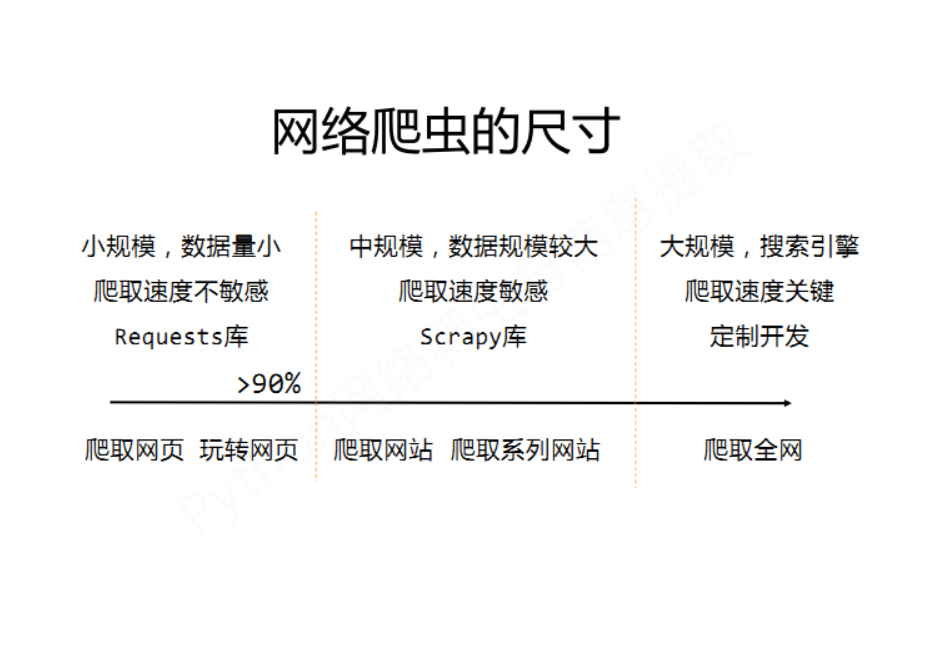 网络爬虫的尺寸
小规模，数据量小
爬取速度不敏感
Requests库
>90%
爬取网页 玩转网页
中规模，数据规模较大
爬取速度敏感
Scrapy库
爬取网站 爬取系列网站
大规模，搜索引擎
爬取速度关键
定制开发
爬取全网
Python网络爬虫与信息提取